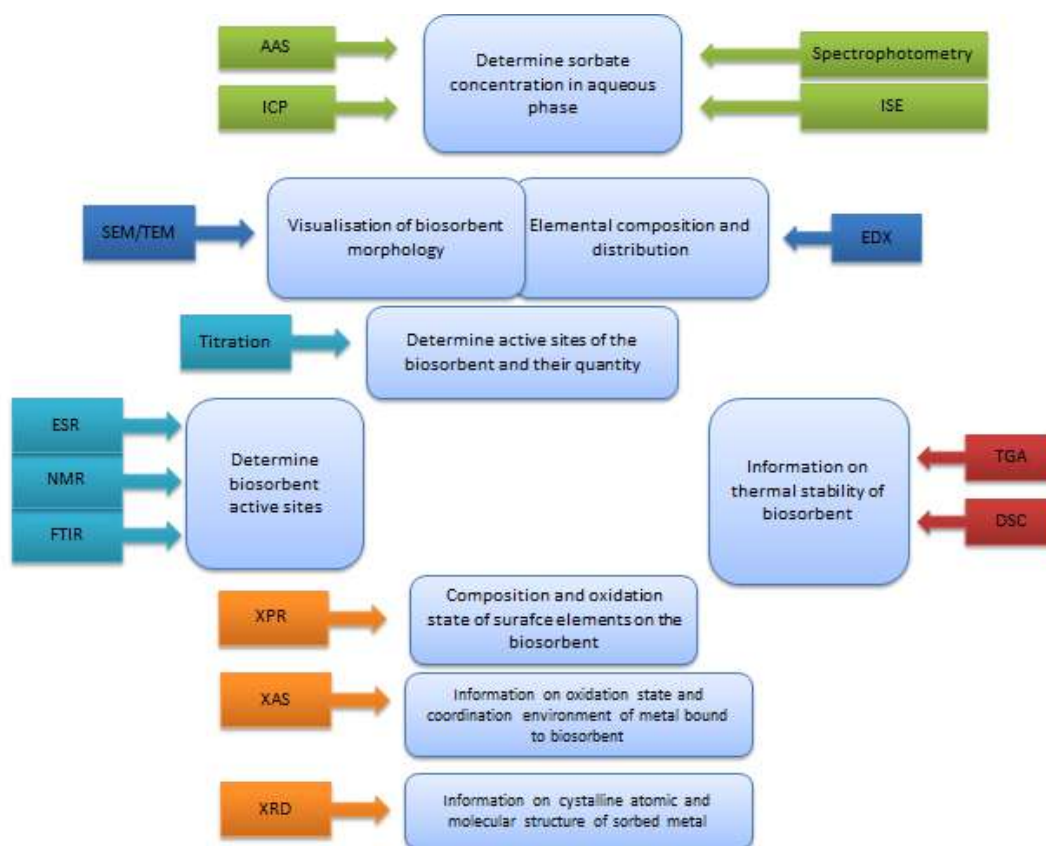 AAS
Determine sorbate
concentration in aqueous
phase
Spectrophotometry
ICP
ISE
SEM/TEM
Visualisation of biosorbent
morphology
Elemental composition and
distribution
EDX
Titration
Determine active sites of the
biosorbent and their quantity
ESR
NMR
FTIR
Determine
biosorbent
active sites
Information on
thermal stability of
biosorbent
TGA
DSC
XPR
Composition and oxidation
state of surafce elements on the
biosorbent
XAS
Information on oxidation state and
coordination environment of metal bound
to biosorbent
XRD
Information on cystalline atomic and
molecular structure of sorbed metal